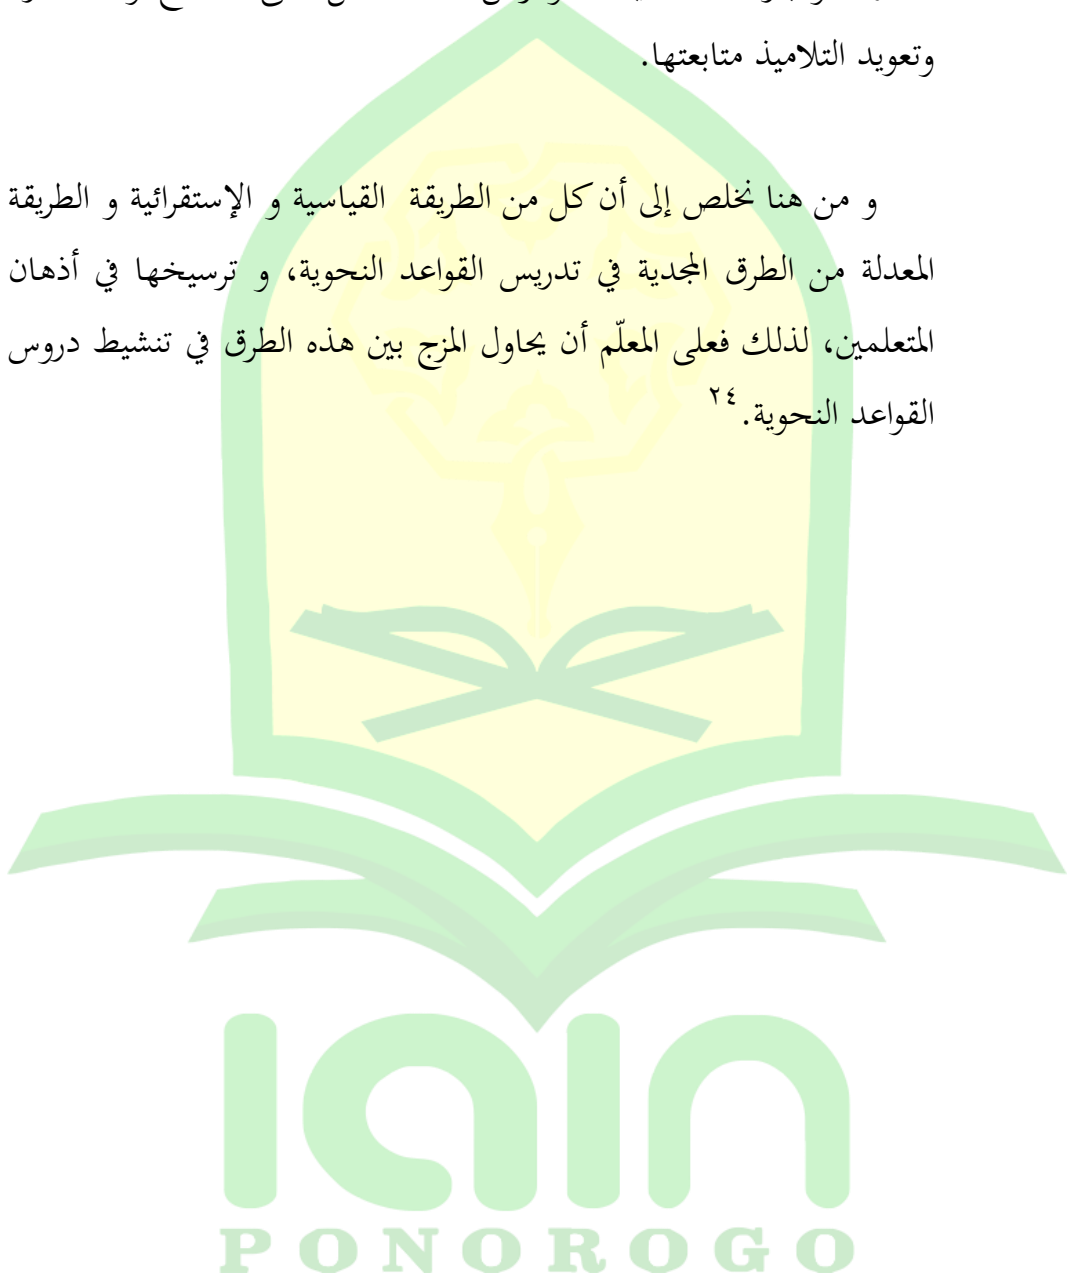 وتعويد التلاميذ متابعتها.
و من هنا نخلص إلى أن كل من الطريقة القياسية و الإستقرائية و الطريقة
المعدلة من الطرق المجدية في تدريس القواعد النحوية، و ترسيخها في أذهان
المتعلمين، لذلك فعلى المعلّم أن يحاول المزج بين هذه الطرق في تنشيط دروس
القواعد النحوية.٢٤
iain
PONOROGO